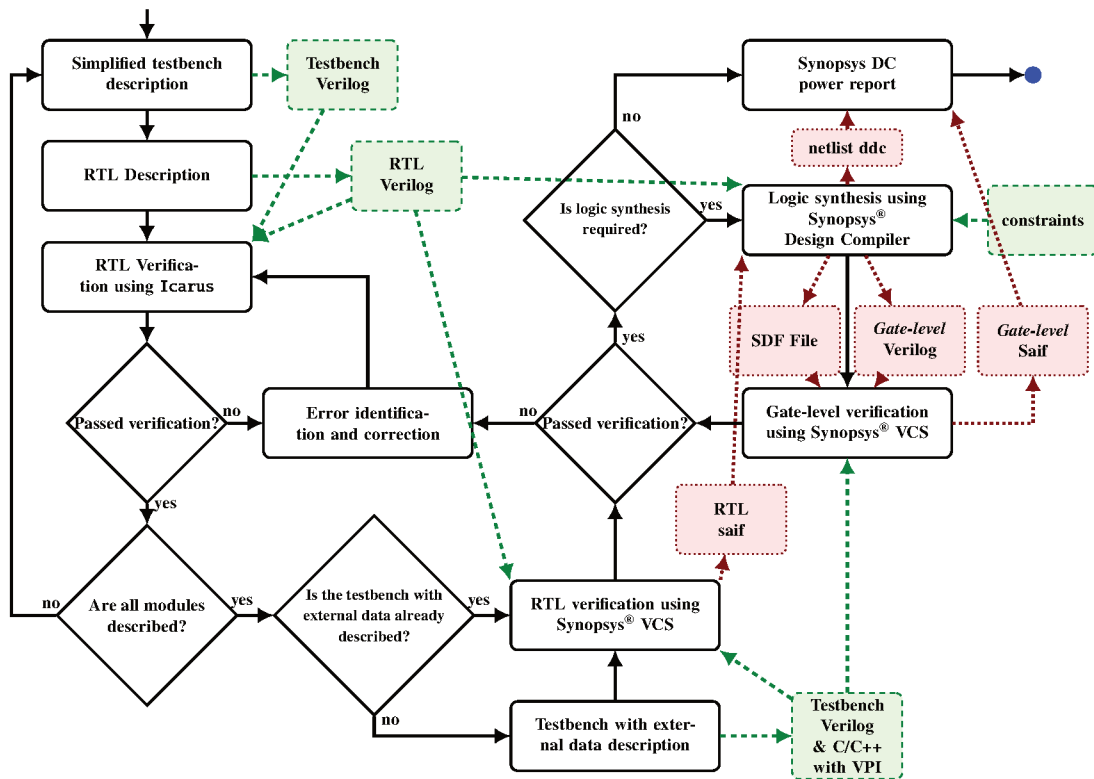 Simplified testbench
description
Testbench
Verilog
Synopsys DC
power report
no
netlist ddc
RTL Description
RTL
Verilog
Is logic synthesis
required?
yes
Logic synthesis using
Synopsys® 
Design Compiler
constraints
RTL Verifica-
tion using Icarus
SDF File
Gate-level
Verilog
Gate-level
Saif
yes
Passed verification?
no
Error identifica-
tion and correction
no
Passed verification?
Gate-level verification
using Synopsys® VCS
yes
RTL
saif
no
Are all modules
described?
yes
Is the testbench with
external data already
described?
yes
RTL verification using
Synopsys® VCS
no
Testbench with exter-
nal data description
Testbench
Verilog
& C/C++
with VPI